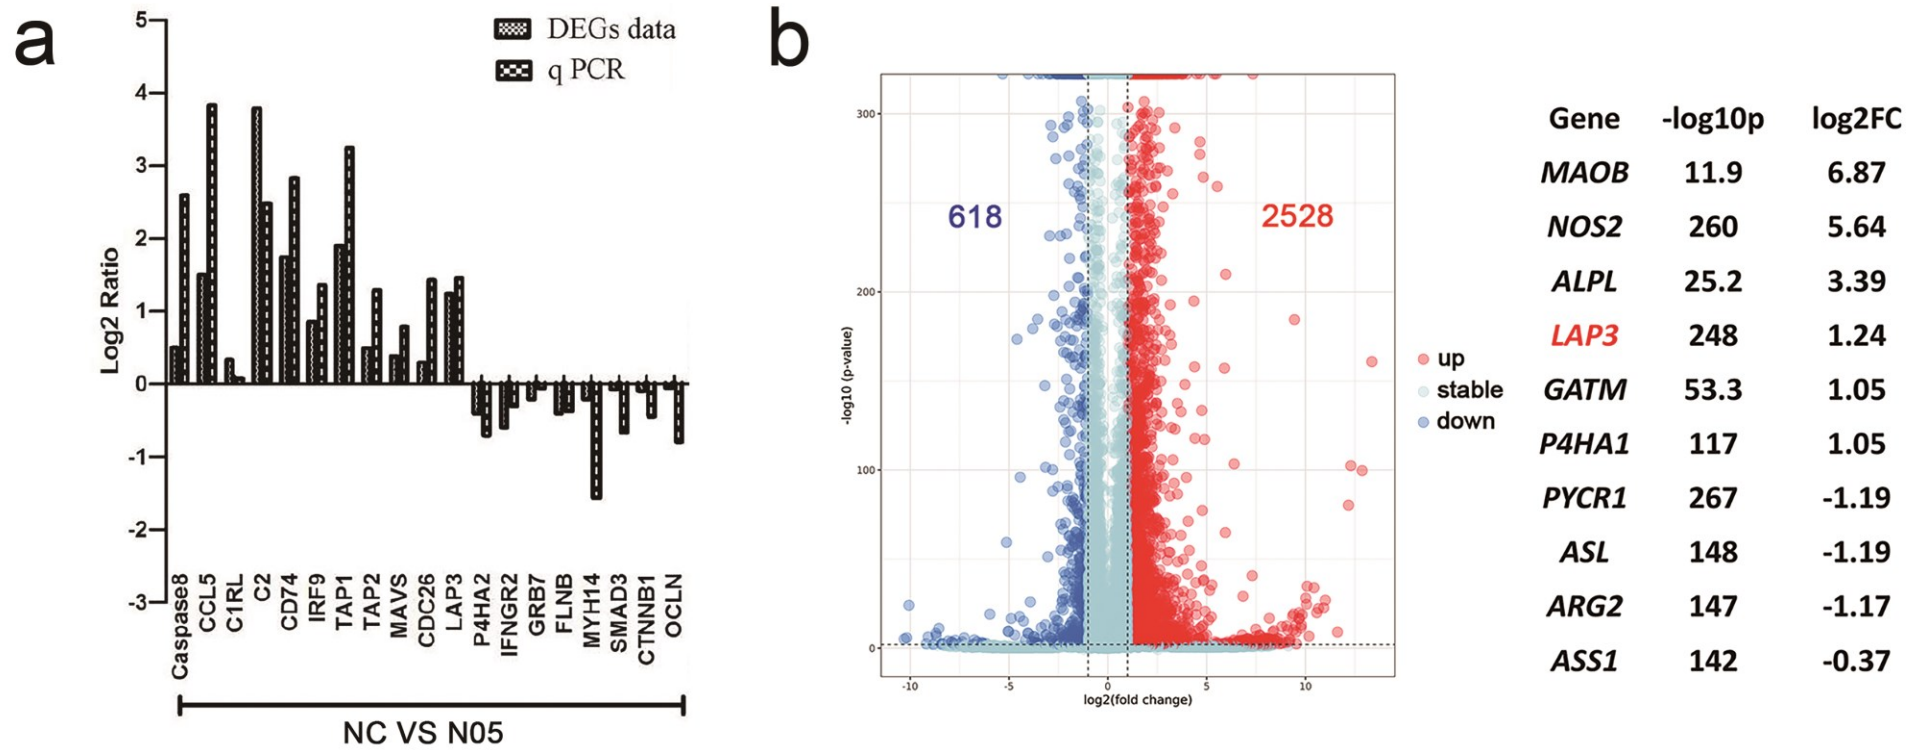 a
5
4
3
2
1
0
-1
-2
-3
Log2 Ratio
DEGs data
q PCR
Caspase8
CCL5
C1RL
C2
CD74
IRF9
TAP1
TAP2
MAVS
CDC26
LAP3
P4HA2
IFNGR2
GRB7
FLNB
MYH14
SMAD3
CTNNB1
OCLN
NC VS N05
b
300
200
100
0
-log10 (p-value)
618
2528
-10 -5 0 5 10
log2(fold change)
up
stable
down
Gene -log10p log2FC
MAOB 11.9 6.87
NOS2 260 5.64
ALPL 25.2 3.39
LAP3 248 1.24
GATM 53.3 1.05
P4HA1 117 1.05
PYCR1 267 -1.19
ASL 148 -1.19
ARG2 147 -1.17
ASS1 142 -0.37